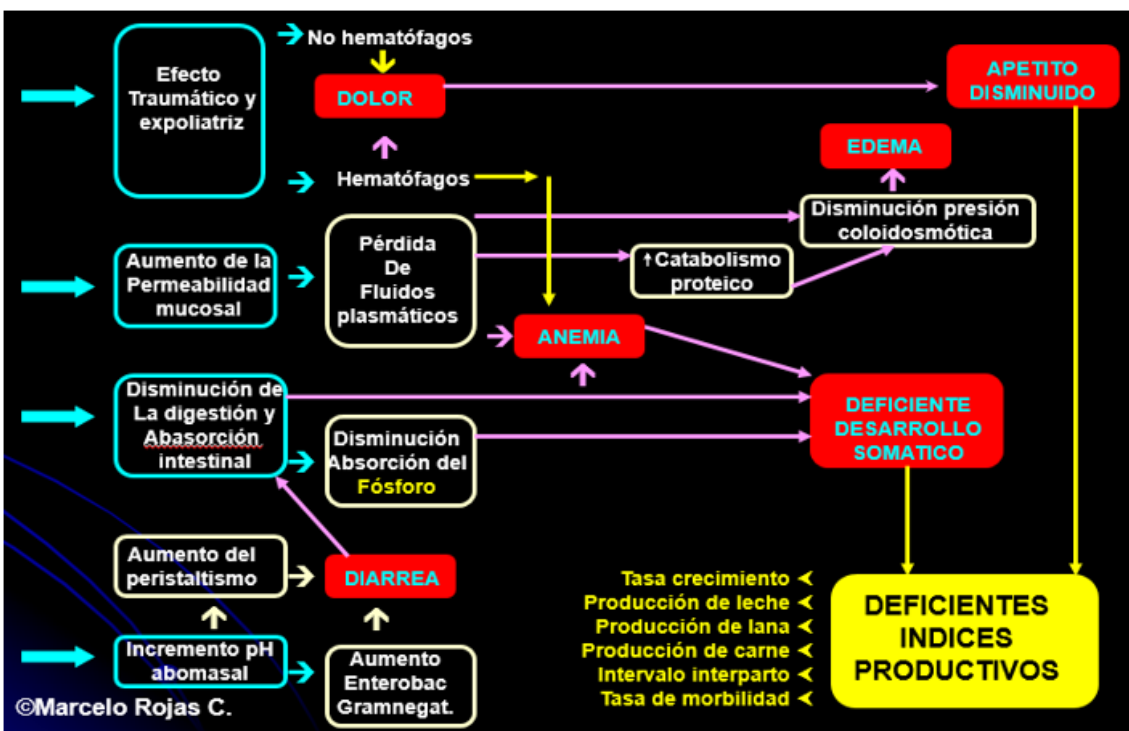 Efecto
Traumático y
expoliatriz
No hematófagos
DOLOR
Hematófagos
APETITO
DISMINUIDO
EDEMA
Disminución presión
coloidosmótica
Aumento de la
Permeabilidad
mucosal
Pérdida
De
Fluidos
plasmáticos
↑Catabolismo
proteico
ANEMIA
Disminución de
La digestión y
Abasorción
intestinal
Disminución
Absorción del
Fósforo
DEFICIENTE
DESARROLLO
SOMATICO
Aumento del
peristaltismo
DIARREA
Incremento pH
abomasal
Aumento
Enterobac
Gramnegat.
Tasa crecimiento
Producción de leche
Producción de lana
Producción de carne
Intervalo interparto
Tasa de morbilidad
DEFICIENTES
INDICES
PRODUCTIVOS
©Marcelo Rojas C.